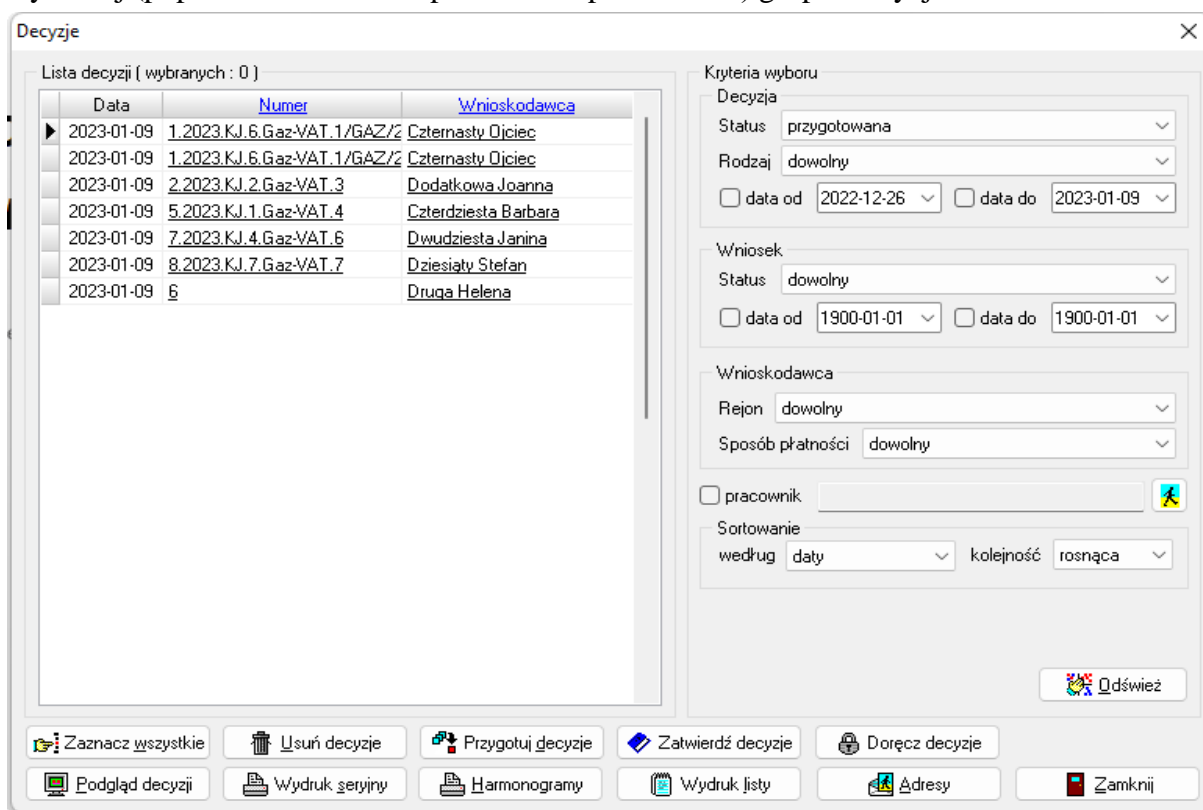 Decyzje
Lista decyzji ( wybranych : 0 )
Data Numer Wnioskodawca
2023-01-09 1.2023.KJ.6.Gaz-VAT.1/GAZ/2 Czternasty Ojciec
2023-01-09 1.2023.KJ.6.Gaz-VAT.1/GAZ/2 Czternasty Ojciec
2023-01-09 2.2023.KJ.2.Gaz-VAT.3 Dodatkowa Joanna
2023-01-09 5.2023.KJ.1.Gaz-VAT.4 Czterdziesta Barbara
2023-01-09 7.2023.KJ.4.Gaz-VAT.6 Dwudziesta Janina
2023-01-09 8.2023.KJ.7.Gaz-VAT.7 Dziesiąty Stefan
2023-01-09 6 Druga Helena
Kryteria wyboru
Decyzja
Status przygotowana
Rodzaj dowolny
data od 2022-12-26 data do 2023-01-09
Wniosek
Status dowolny
data od 1900-01-01 data do 1900-01-01
Wnioskodawca
Rejon dowolny
Sposób płatności dowolny
pracownik
Sortowanie
według daty kolejność rosnąca
Odśwież
Zaznacz wszystkie Usuń decyzje Przygotuj decyzje Zatwierdź decyzje Doręcz decyzje
Podgląd decyzji Wydruk seryjny Harmonogramy Wydruk listy Adresy Zamknij